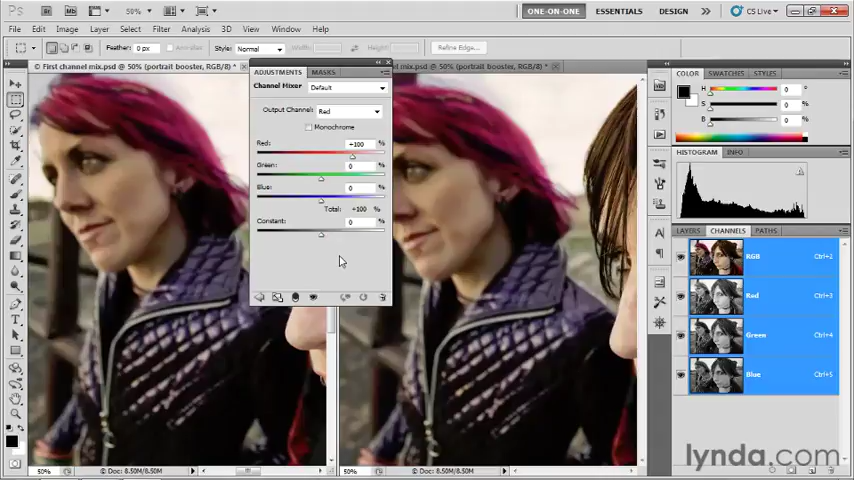 Ps Br Mb 50% ONE-ON-ONE ESSENTIALS DESIGN >> CS Live
File Edit Image Layer Select Filter Analysis View Window Help
Feather: 0 px Anti-alias Style: Normal Width: Height: Refine Edge...
First channel mix.psd @ 50% (portrait booster, RGB/8) *
mix.psd @ 50% (portrait booster, RGB/8) *
ADJUSTMENTS MASKS
Channel Mixer Default
Output Channel: Red
Monochrome
Red: +100 %
Green: 0 %
Blue: 0 %
Total: +100 %
Constant: 0 %
COLOR SWATCHES STYLES
H 0 °
S 0 %
B 0 %
HISTOGRAM INFO
LAYERS CHANNELS PATHS
RGB Ctrl+2
Red Ctrl+3
Green Ctrl+4
Blue Ctrl+5
50% Doc: 8.50M/8.50M
50% Doc: 8.50M/8.50M
lynda.com